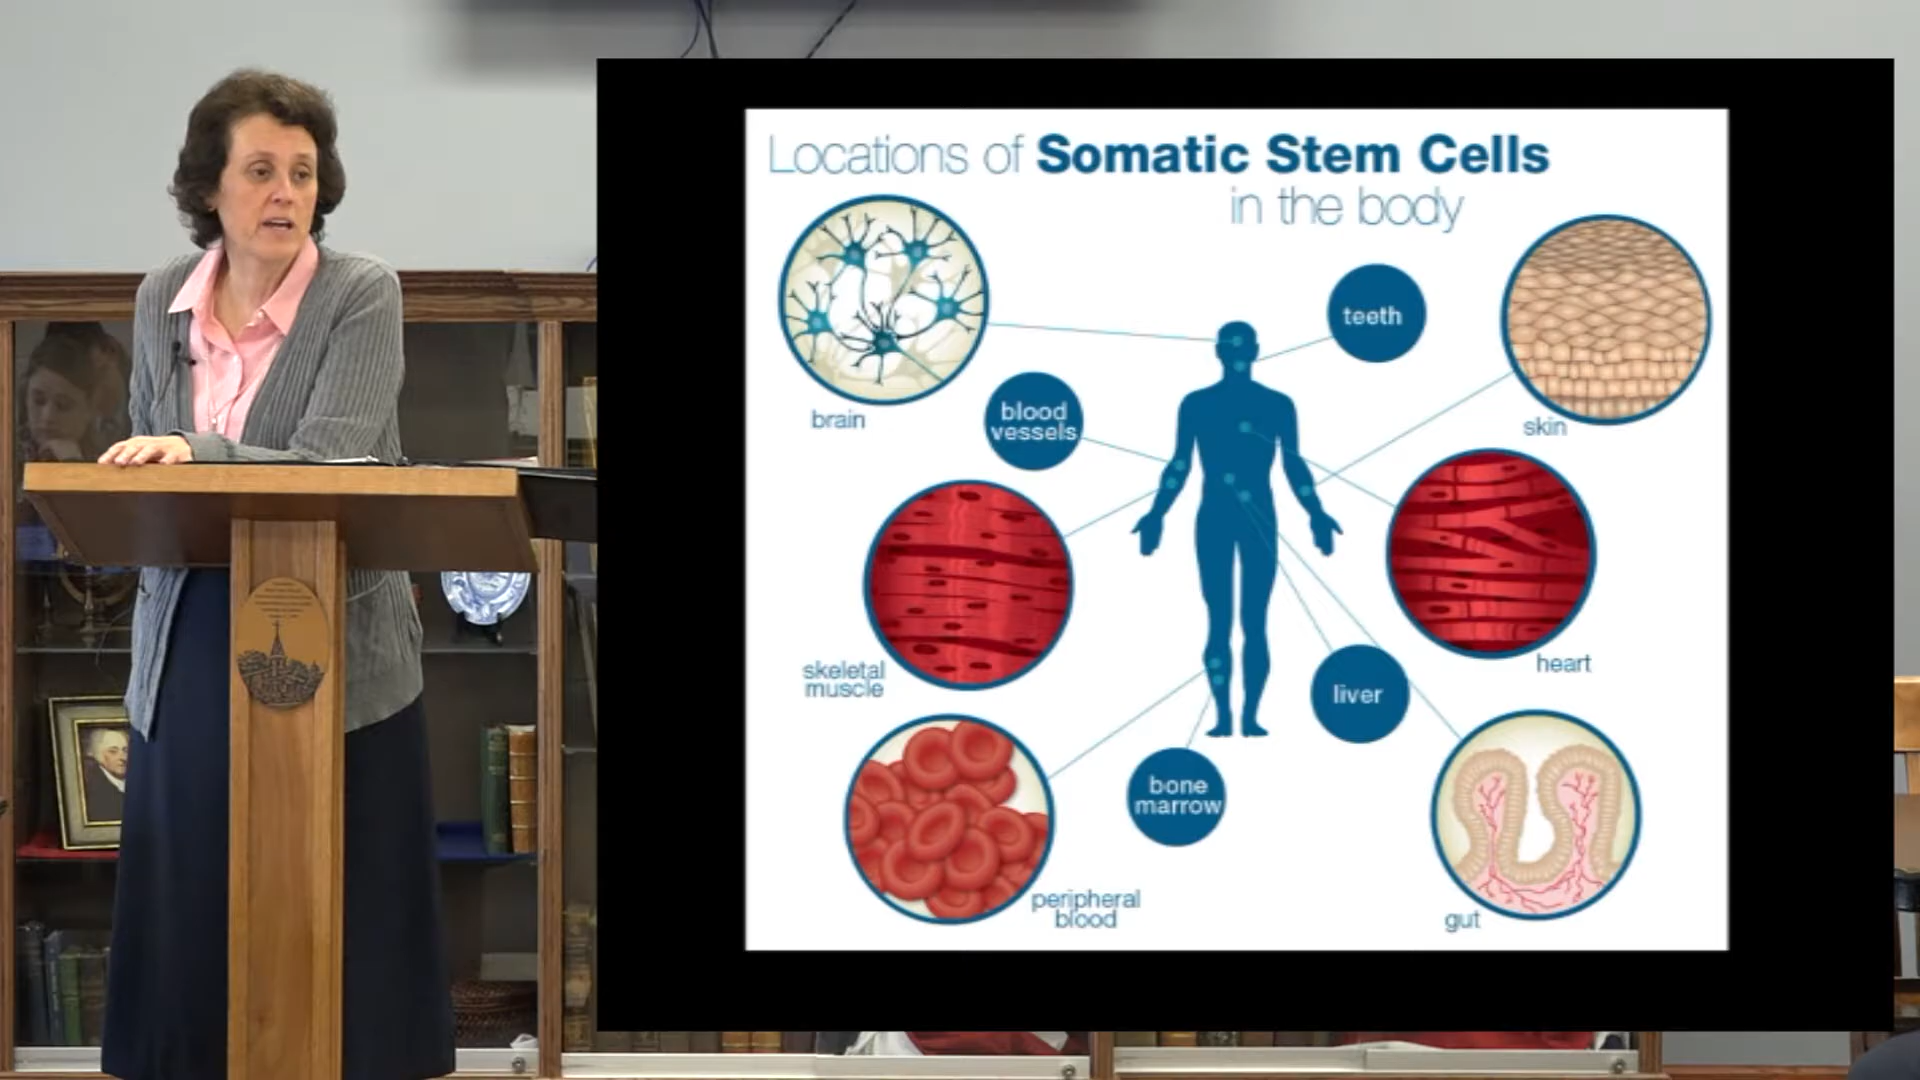 Locations of Somatic Stem Cells
in the body
brain
teeth
skin
blood
vessels
skeletal
muscle
heart
liver
bone
marrow
peripheral
blood
gut